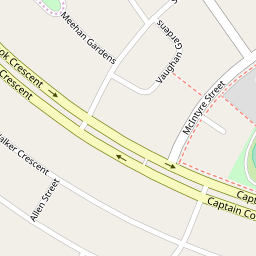 Meehan Gardens
Vaughan
Gardens
ok Crescent
Crescent
McIntyre Street
alker Crescent
Allen Street
Capt
Captain Co